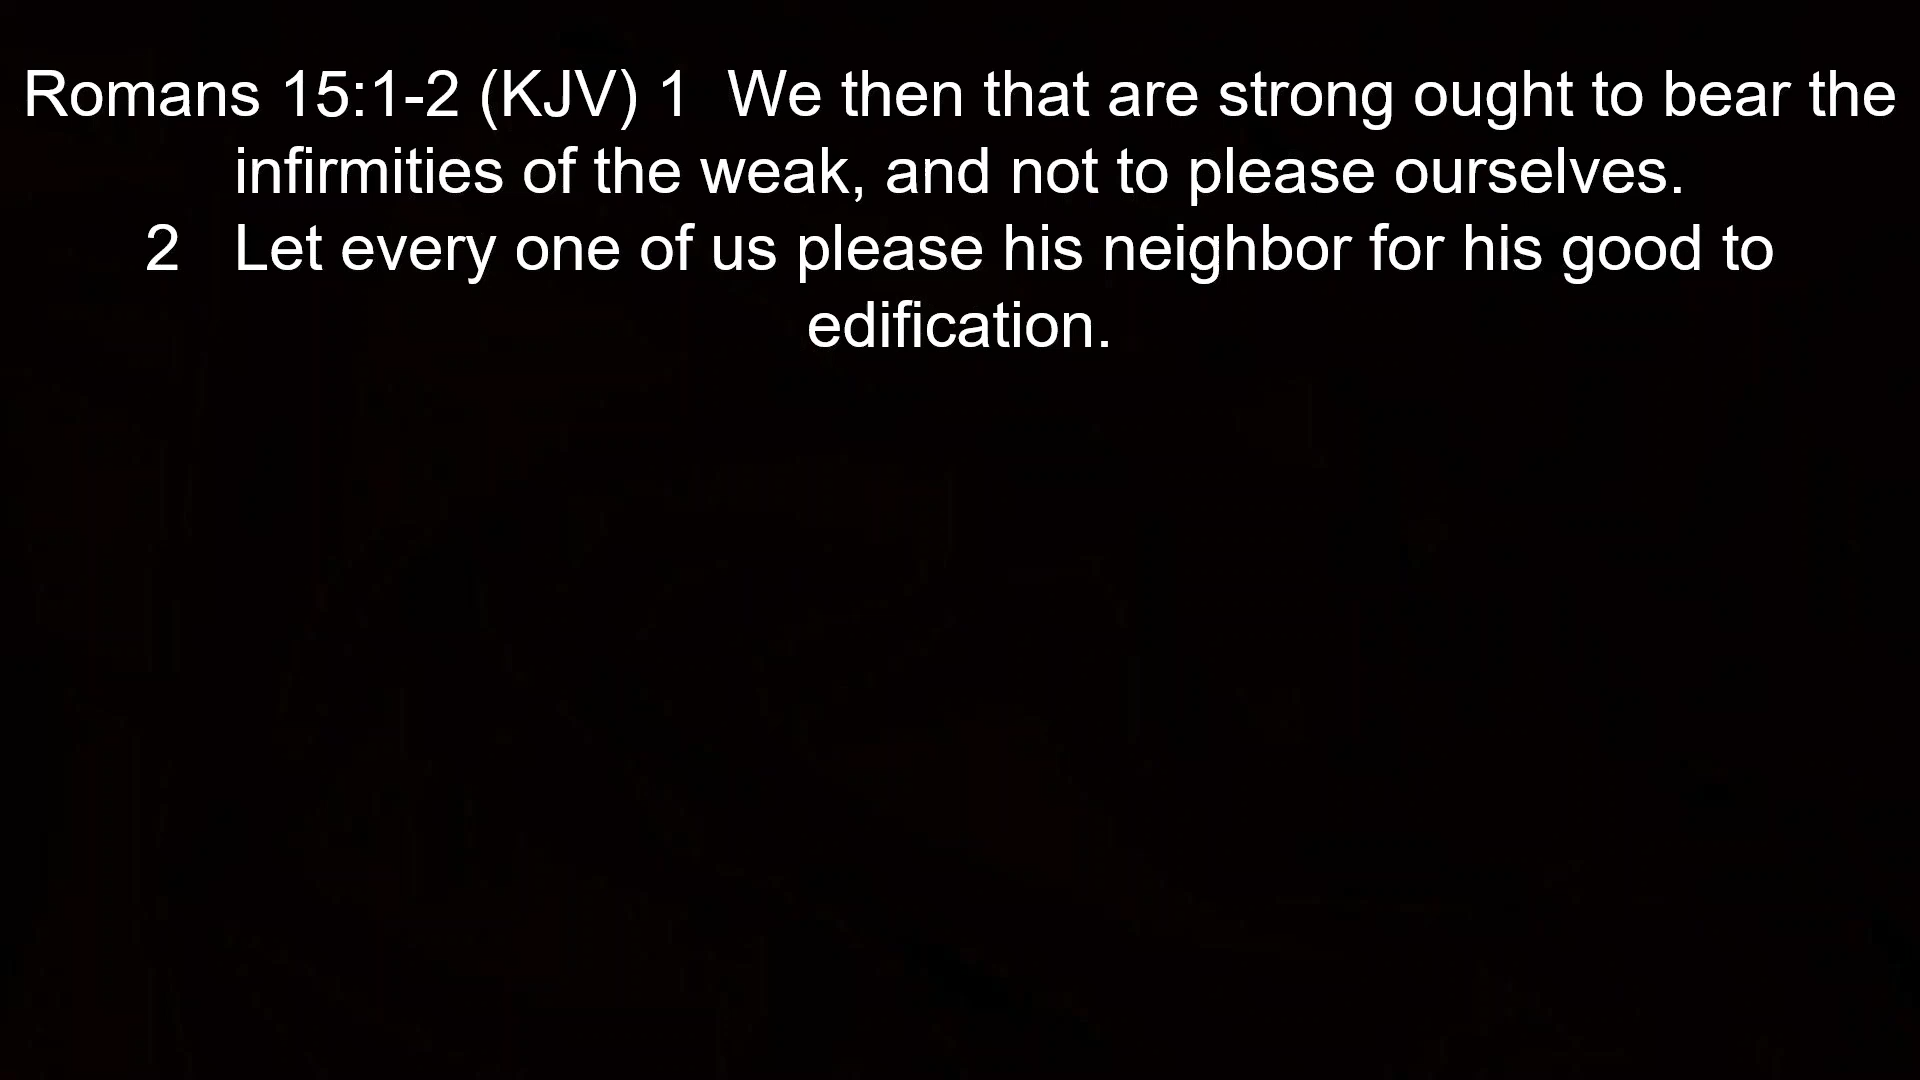 Romans 15:1-2 (KJV) 1  We then that are strong ought to bear the
infirmities of the weak, and not to please ourselves.
2   Let every one of us please his neighbor for his good to
edification.